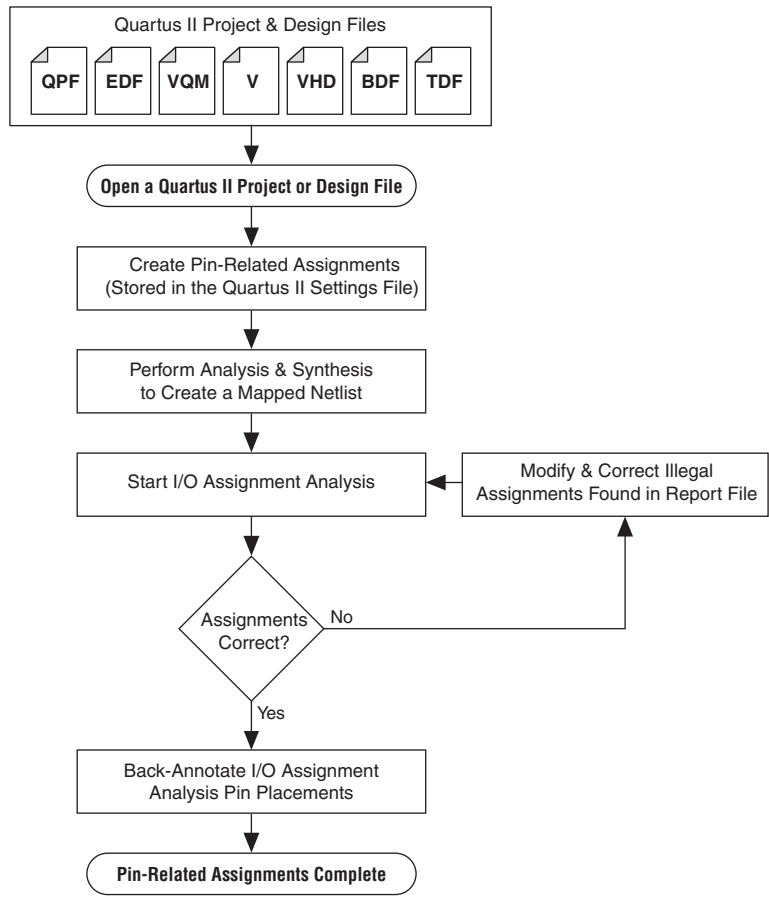 Quartus II Project & Design Files
QPF EDF VQM V VHD BDF TDF
Open a Quartus II Project or Design File
Create Pin-Related Assignments
(Stored in the Quartus II Settings File)
Perform Analysis & Synthesis
to Create a Mapped Netlist
Start I/O Assignment Analysis
Modify & Correct Illegal
Assignments Found in Report File
Assignments
Correct?
No
Yes
Back-Annotate I/O Assignment
Analysis Pin Placements
Pin-Related Assignments Complete